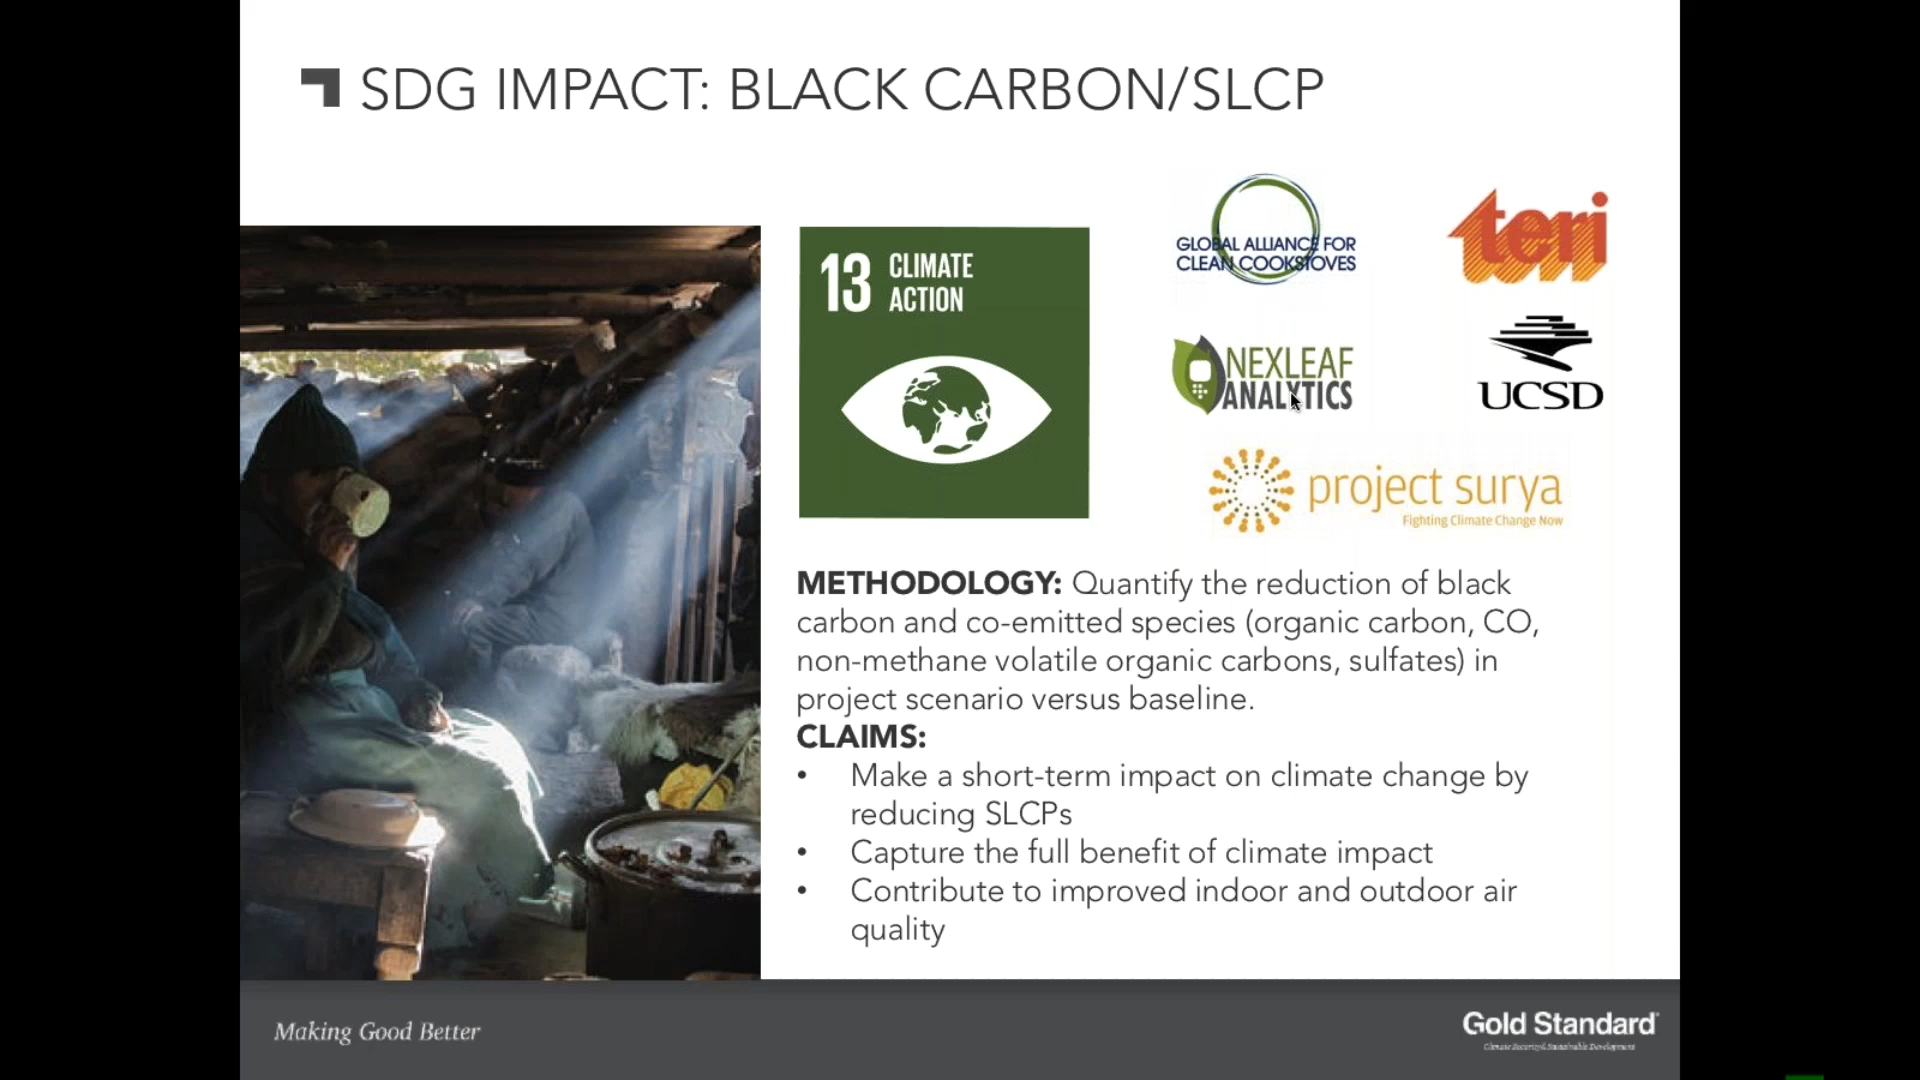 SDG IMPACT: BLACK CARBON/SLCP
13 CLIMATE
ACTION
GLOBAL ALLIANCE FOR
CLEAN COOKSTOVES
teri
NEXLEAF
ANALYTICS
UCSD
project surya
Fighting Climate Change Now
METHODOLOGY: Quantify the reduction of black
carbon and co-emitted species (organic carbon, CO,
non-methane volatile organic carbons, sulfates) in
project scenario versus baseline.
CLAIMS:
• Make a short-term impact on climate change by
reducing SLCPs
• Capture the full benefit of climate impact
• Contribute to improved indoor and outdoor air
quality
Making Good Better
Gold Standard
Climate Security & Sustainable Development